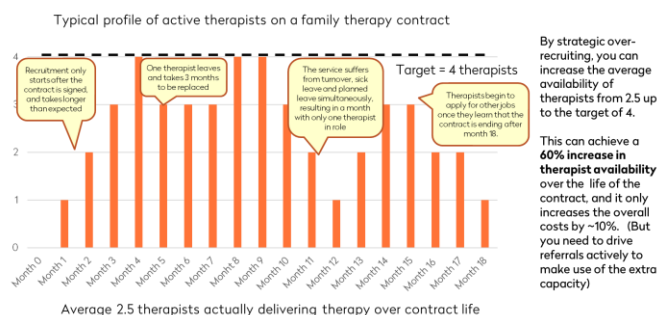 Typical profile of active therapists on a family therapy contract
4
3
2
1
0
Recruitment only
starts after the
contract is signed,
and takes longer
than expected
One therapist leaves
and takes 3 months
to be replaced
The service suffers
from turnover, sick
leave and planned
leave simultaneously,
resulting in a month
with only one therapist
in role
Target = 4 therapists
Therapists begin to
apply for other jobs
once they learn that the
contract is ending after
month 18.
Month 0
Month 1
Month 2
Month 3
Month 4
Month 5
Month 6
Month 7
Monht 8
Month 9
Month 10
Month 11
Month 12
Month 13
Month 14
Month 15
Month 16
Month 17
Month 18
Average 2.5 therapists actually delivering therapy over contract life
By strategic over-
recruiting, you can
increase the average
availability of
therapists from 2.5 up
to the target of 4.
This can achieve a
60% increase in
therapist availability
over the life of the
contract, and it only
increases the overall
costs by ~10%. (But
you need to drive
referrals actively to
make use of the extra
capacity)